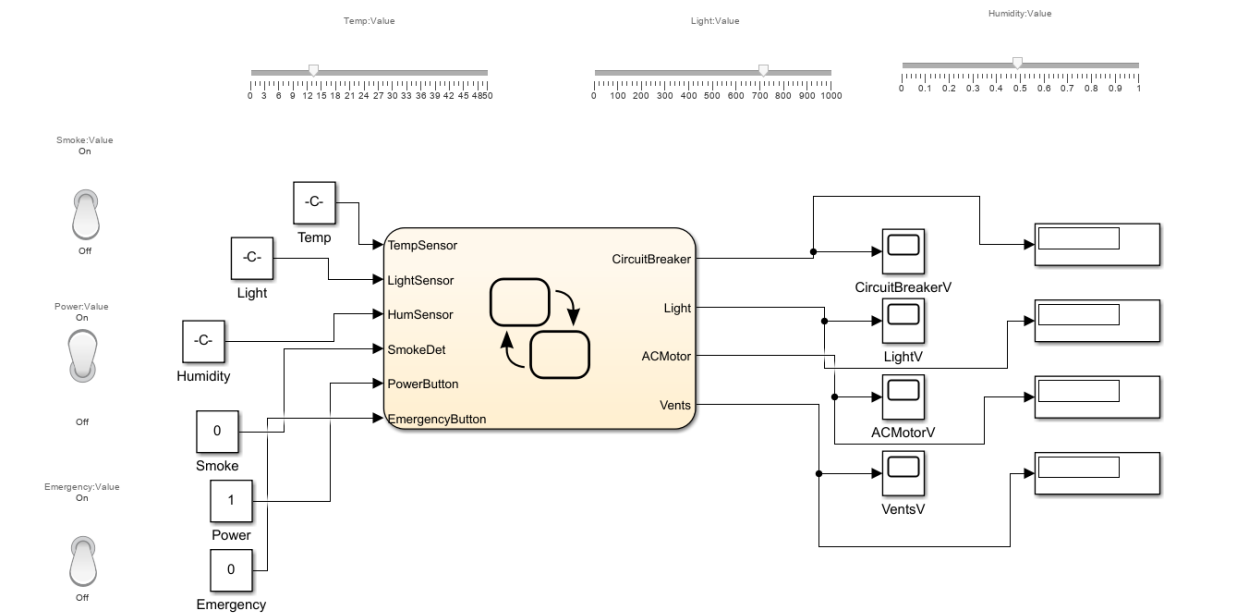 Temp:Value
Light:Value
Humidity:Value
0 3 6 9 12 15 18 21 24 27 30 33 36 39 42 45 4850
0 100 200 300 400 500 600 700 800 900 1000
0 0.1 0.2 0.3 0.4 0.5 0.6 0.7 0.8 0.9 1
Smoke:Value
On
Off
Power:Value
On
Off
Emergency:Value
On
Off
-C-
Temp
-C-
Light
-C-
Humidity
0
Smoke
1
Power
0
Emergency
TempSensor
LightSensor
HumSensor
SmokeDet
PowerButton
EmergencyButton
CircuitBreaker
Light
ACMotor
Vents
CircuitBreakerV
LightV
ACMotorV
VentsV